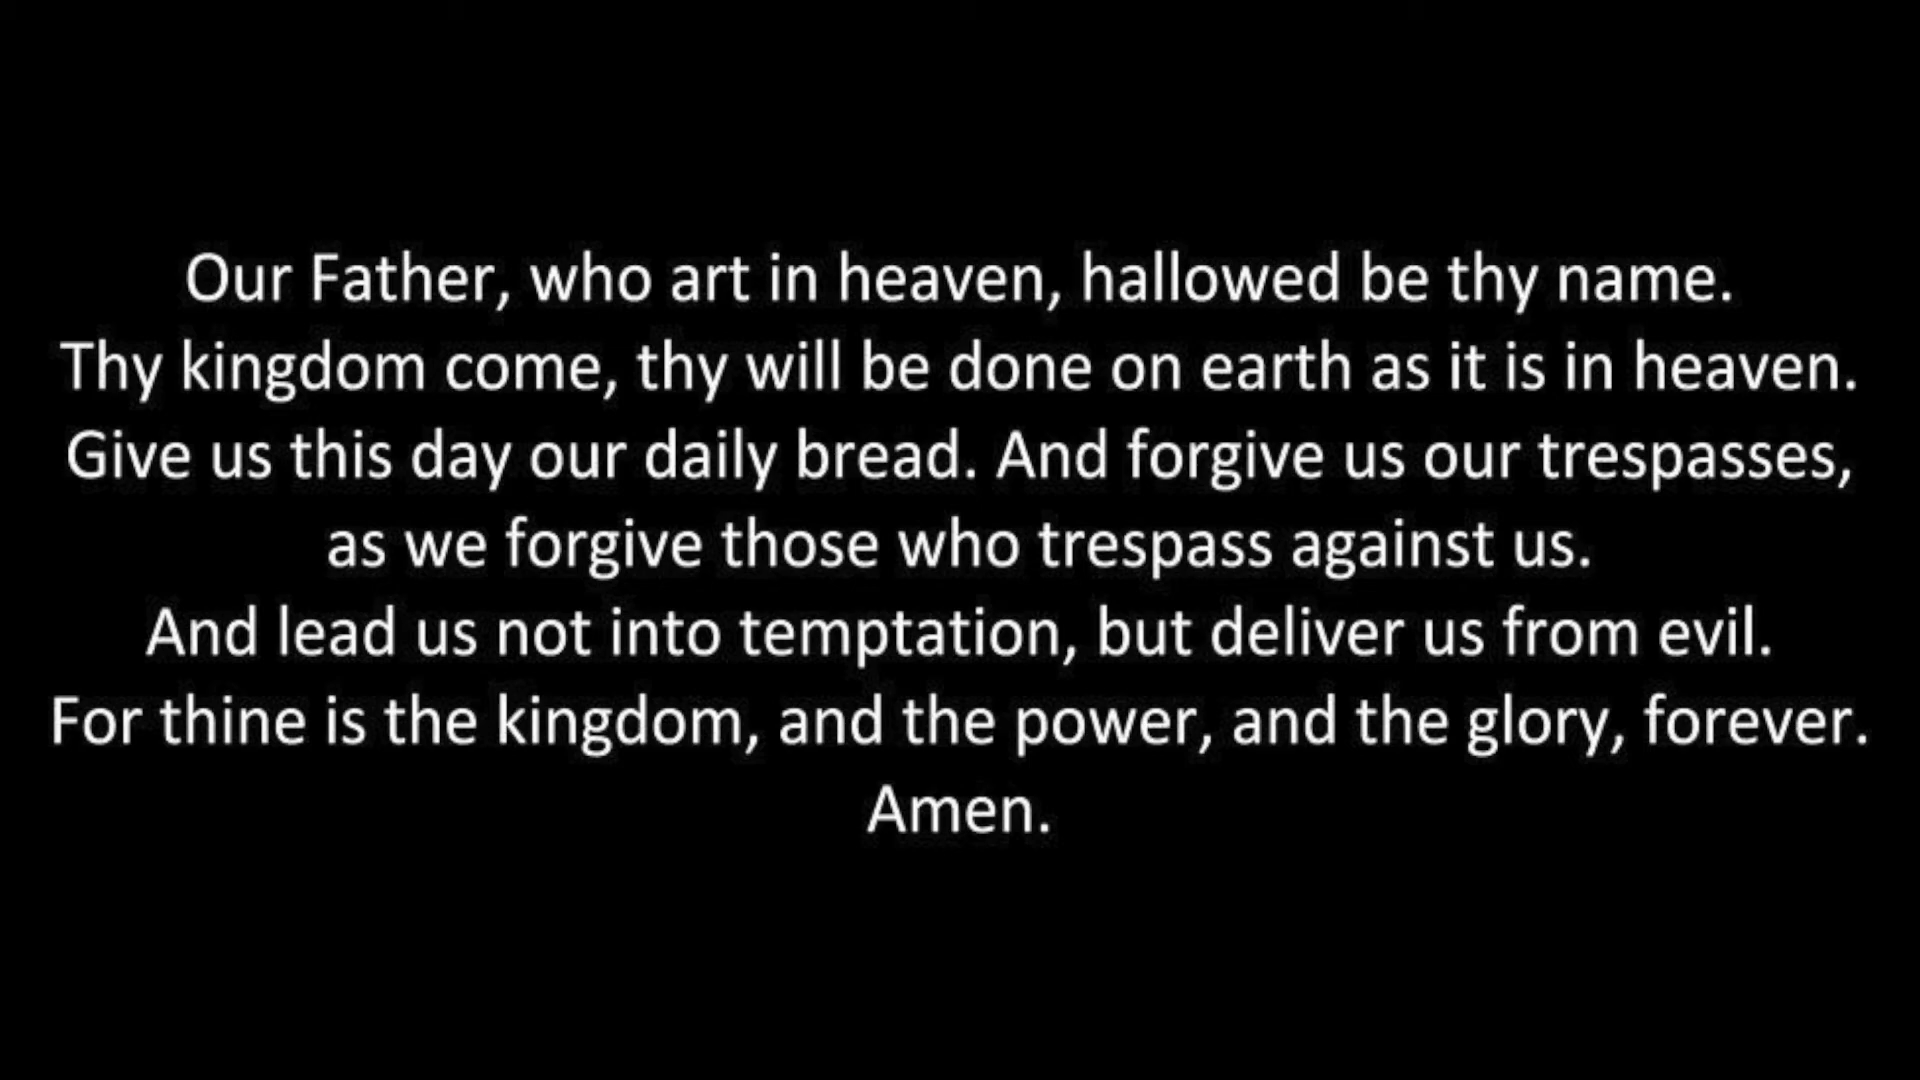 Our Father, who art in heaven, hallowed be thy name.
Thy kingdom come, thy will be done on earth as it is in heaven.
Give us this day our daily bread. And forgive us our trespasses,
as we forgive those who trespass against us.
And lead us not into temptation, but deliver us from evil.
For thine is the kingdom, and the power, and the glory, forever.
Amen.